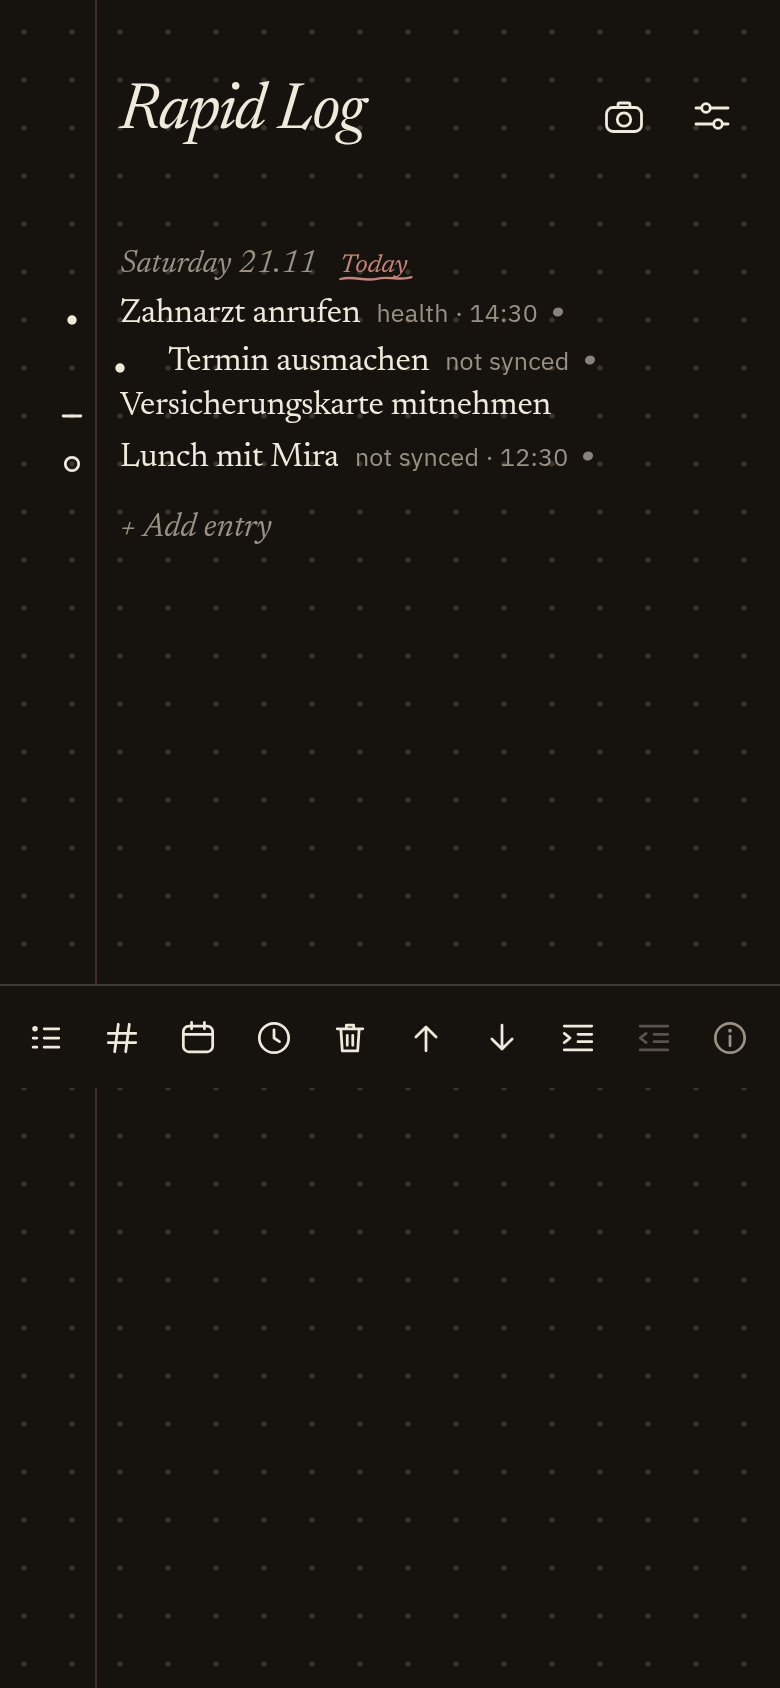 Rapid Log
Saturday 21.11 Today
Zahnarzt anrufen health · 14:30
Termin ausmachen not synced
Versicherungskarte mitnehmen
Lunch mit Mira not synced · 12:30
+ Add entry